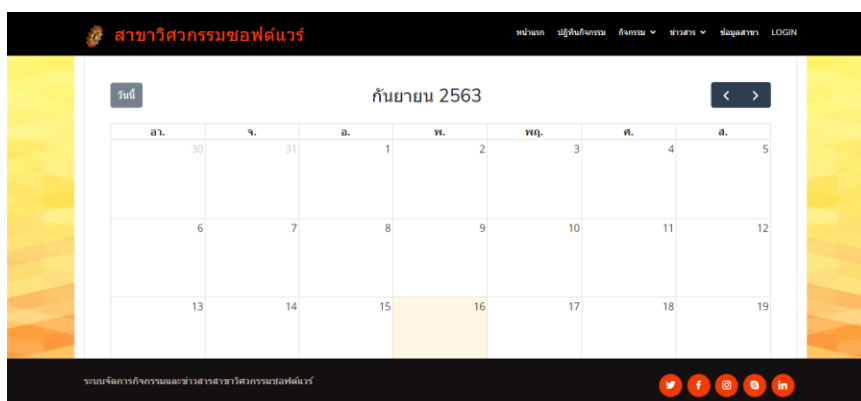 สาขาวิศวกรรมซอฟต์แวร์
หน้าแรก ปฏิทินกิจกรรม กิจกรรม ข่าวสาร ข้อมูลสาขา LOGIN
วันนี้ กันยายน 2563
อา. จ. อ. พ. พฤ. ศ. ส.
30 31 1 2 3 4 5
6 7 8 9 10 11 12
13 14 15 16 17 18 19
ระบบจัดการกิจกรรมและข่าวสารสาขาวิศวกรรมซอฟต์แวร์